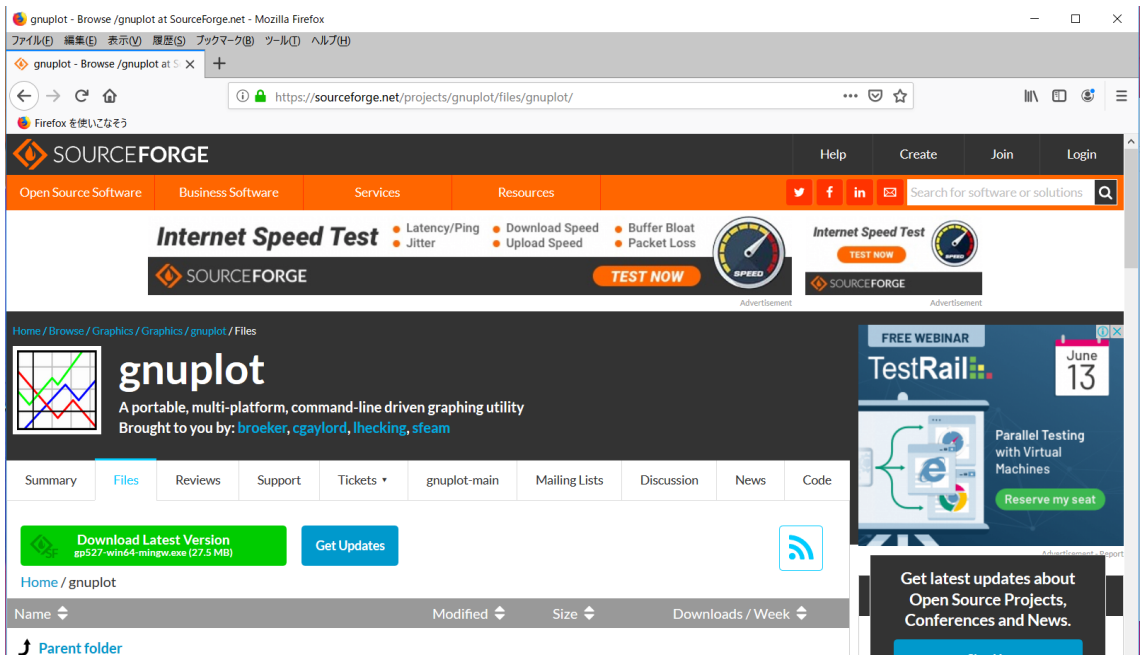 gnuplot - Browse /gnuplot at SourceForge.net - Mozilla Firefox
ファイル(F) 編集(E) 表示(V) 履歴(S) ブックマーク(B) ツール(T) ヘルプ(H)
gnuplot - Browse /gnuplot at S
https://sourceforge.net/projects/gnuplot/files/gnuplot/
Firefox を使いこなそう
SOURCEFORGE
Help Create Join Login
Open Source Software Business Software Services Resources
Search for software or solutions
Internet Speed Test
Latency/Ping
Jitter
Download Speed
Upload Speed
Buffer Bloat
Packet Loss
SOURCEFORGE
TEST NOW
SPEED
Advertisement
Internet Speed Test
TEST NOW
SPEED
SOURCEFORGE
Advertisement
Home / Browse / Graphics / Graphics / gnuplot / Files
gnuplot
A portable, multi-platform, command-line driven graphing utility
Brought to you by: broeker, cgaylord, lhecking, sfeam
FREE WEBINAR
TestRail
June
13
Parallel Testing
with Virtual
Machines
Reserve my seat
Advertisement - Report
Summary Files Reviews Support Tickets gnuplot-main Mailing Lists Discussion News Code
Download Latest Version
gp527-win64-mingw.exe (27.5 MB)
SF
Get Updates
Home / gnuplot
Name Modified Size Downloads / Week
Parent folder
Get latest updates about
Open Source Projects,
Conferences and News.